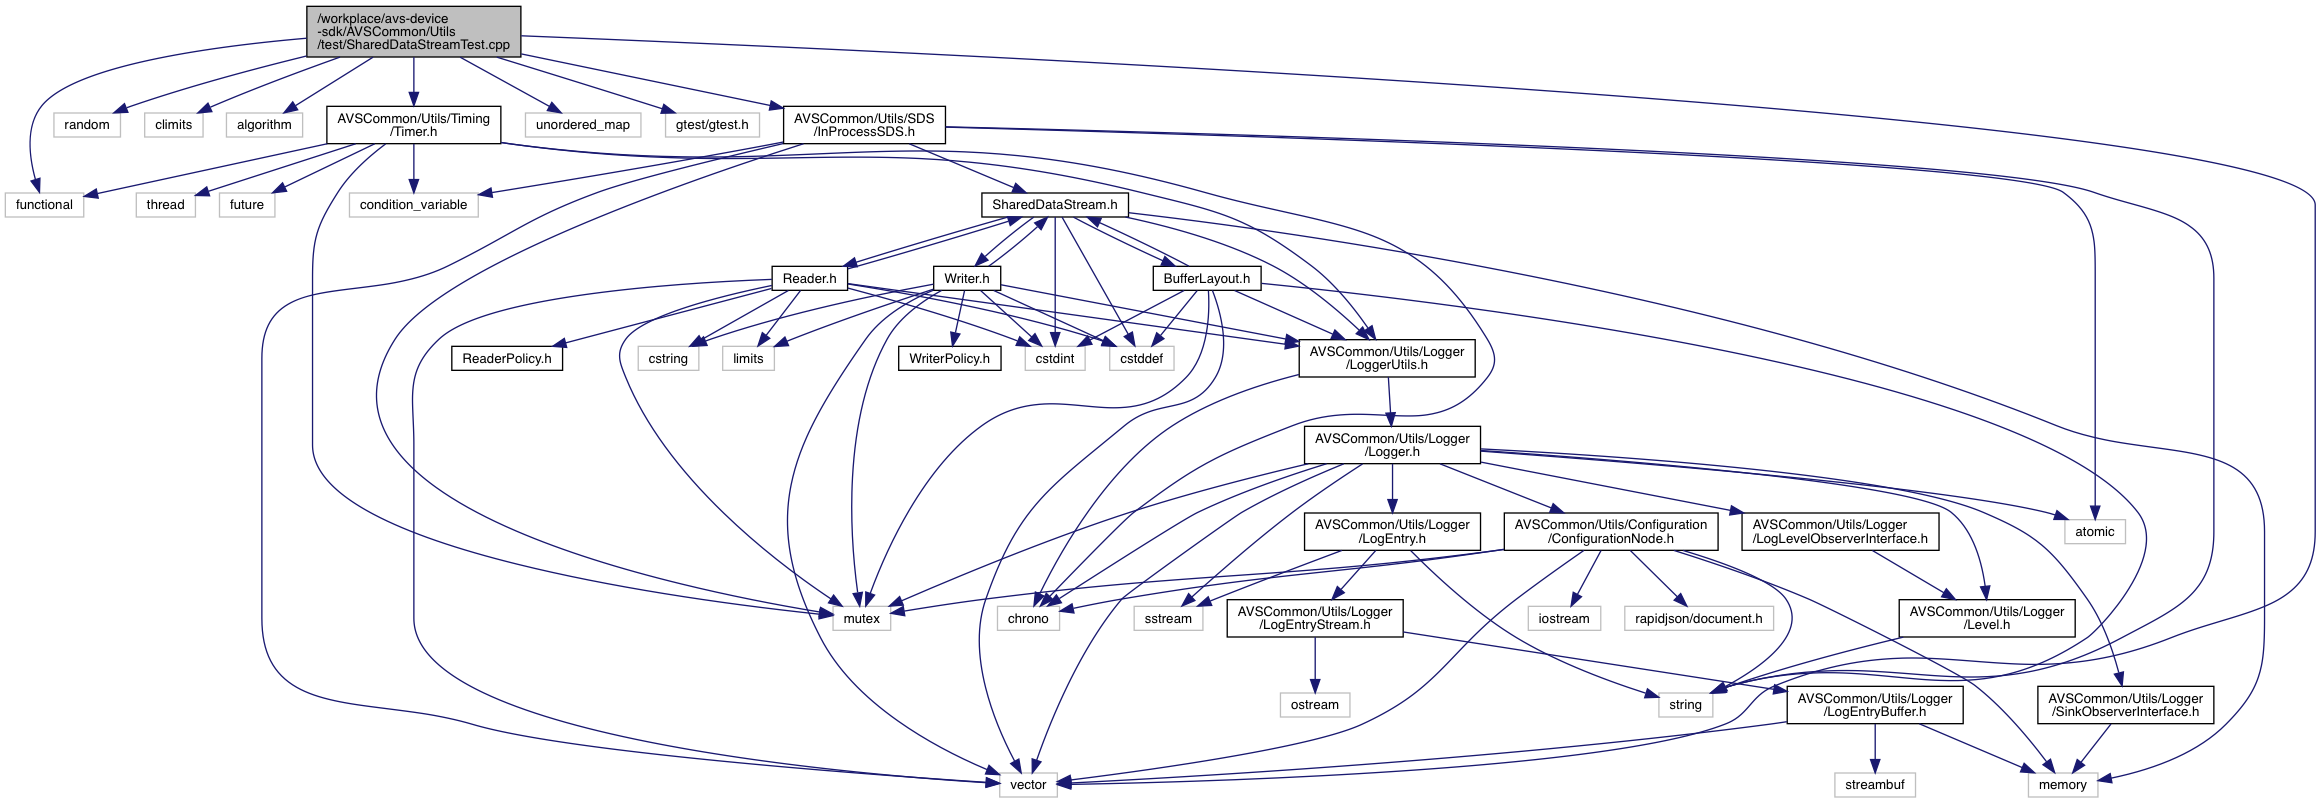 /workplace/avs-device
-sdk/AVSCommon/Utils
/test/SharedDataStreamTest.cpp
random
climits
algorithm
AVSCommon/Utils/Timing
/Timer.h
unordered_map
gtest/gtest.h
AVSCommon/Utils/SDS
/InProcessSDS.h
functional
thread
future
condition_variable
SharedDataStream.h
Reader.h
Writer.h
BufferLayout.h
ReaderPolicy.h
cstring
limits
WriterPolicy.h
cstdint
cstddef
AVSCommon/Utils/Logger
/LoggerUtils.h
AVSCommon/Utils/Logger
/Logger.h
AVSCommon/Utils/Logger
/LogEntry.h
AVSCommon/Utils/Configuration
/ConfigurationNode.h
AVSCommon/Utils/Logger
/LogLevelObserverInterface.h
atomic
mutex
chrono
sstream
AVSCommon/Utils/Logger
/LogEntryStream.h
iostream
rapidjson/document.h
AVSCommon/Utils/Logger
/Level.h
ostream
string
AVSCommon/Utils/Logger
/LogEntryBuffer.h
AVSCommon/Utils/Logger
/SinkObserverInterface.h
vector
streambuf
memory